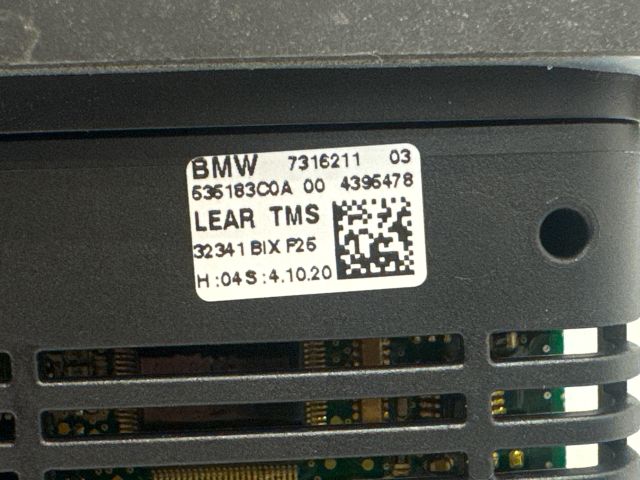 BMW 7316211 03
535183C0A 00 4395478
LEAR TMS
32341 BIX F25
H:04 S:4.10.20